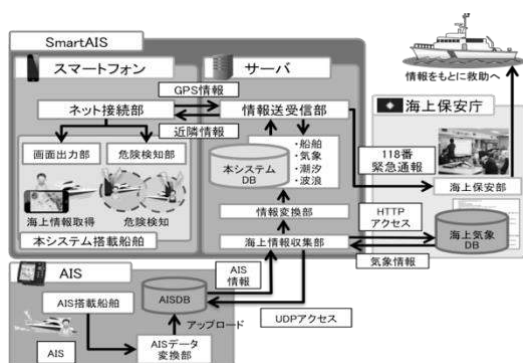 SmartAIS
スマートフォン
サーバ
GPS情報
ネット接続部
情報送受信部
近隣情報
画面出力部
危険検知部
・船舶
・気象
・潮汐
・波浪
本システム
DB
海上情報取得
危険検知
本システム搭載船舶
情報変換部
海上情報収集部
情報をもとに救助へ
海上保安庁
118番
緊急通報
海上保安部
HTTP
アクセス
海上気象
DB
気象情報
AIS
AIS
情報
AIS搭載船舶
AISDB
UDPアクセス
アップロード
AISデータ
変換部
AIS